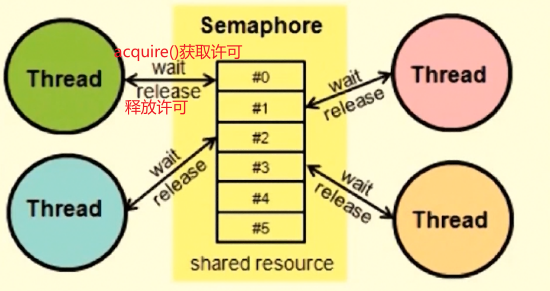 Semaphore
acquire()获取许可
Thread
wait
release
释放许可
#0
#1
#2
#3
#4
#5
wait
release
Thread
Thread
wait
release
wait
release
Thread
shared resource